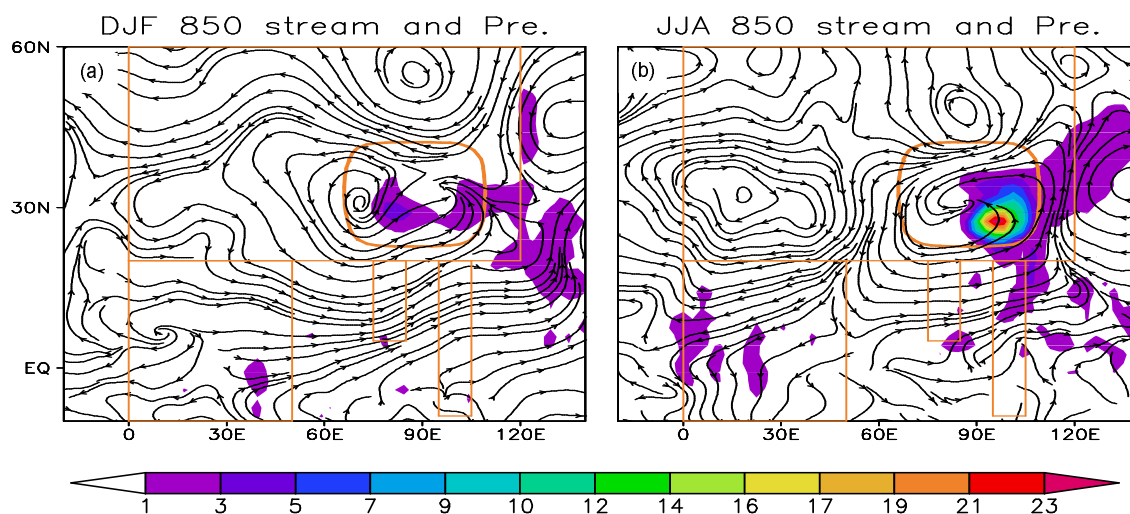 DJF 850 stream and Pre.
JJA 850 stream and Pre.
60N
(a)
(b)
30N
EQ
0 30E 60E 90E 120E
0 30E 60E 90E 120E
1 3 5 7 9 10 12 14 16 17 19 21 23